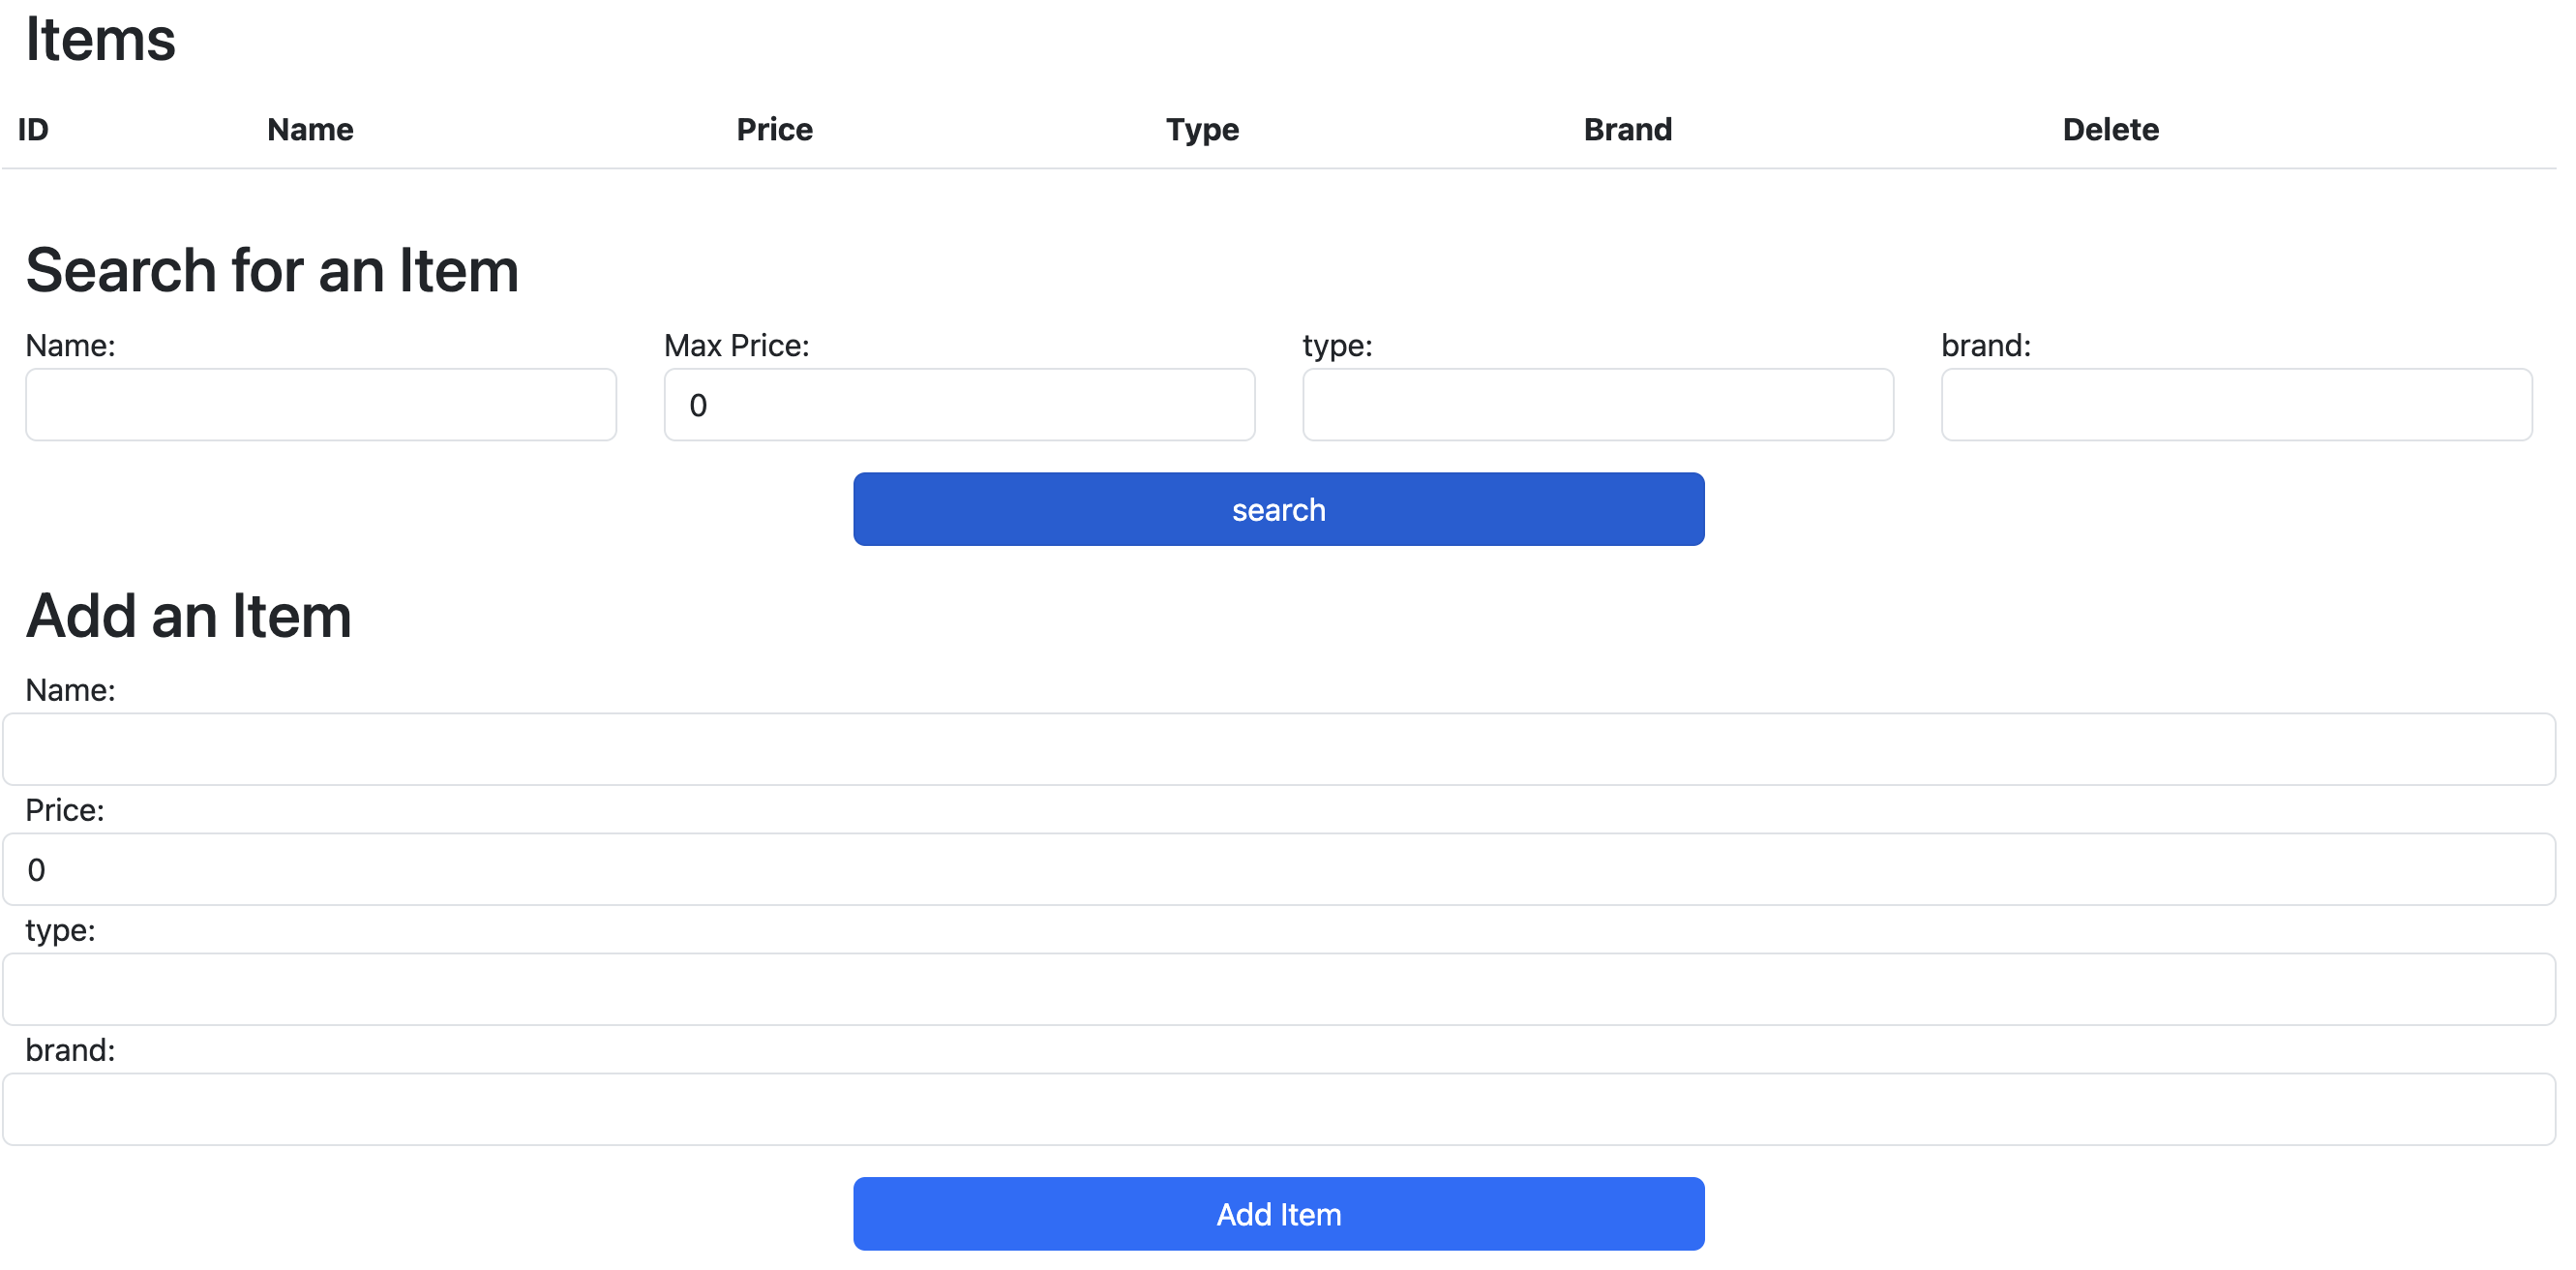 Items
ID Name Price Type Brand Delete
Search for an Item
Name: Max Price: type: brand:
0
search
Add an Item
Name:
Price:
0
type:
brand:
Add Item